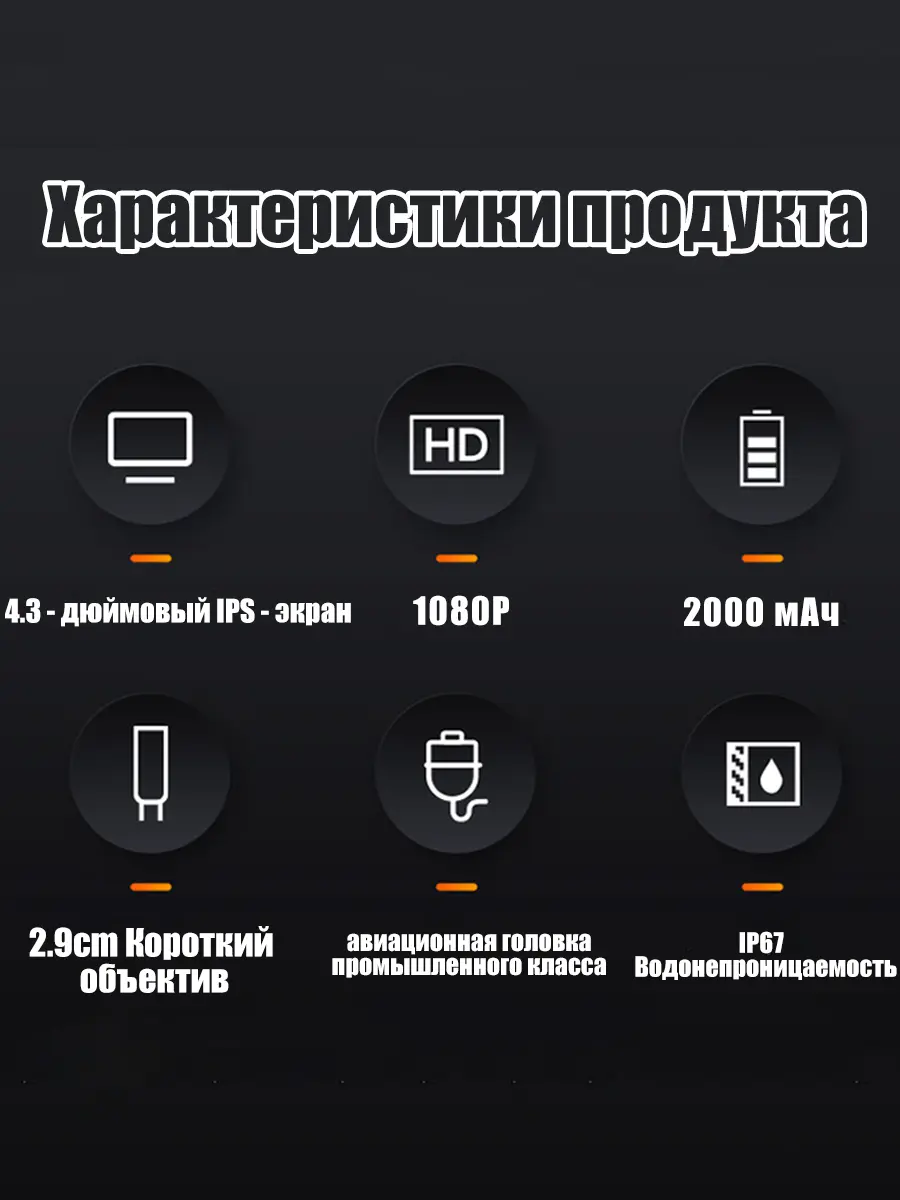 Характеристики продукта
HD
4.3 - дюймовый IPS - экран
1080P
2000 мАч
2.9cm Короткий
объектив
авиационная головка
промышленного класса
IP67
Водонепроницаемость